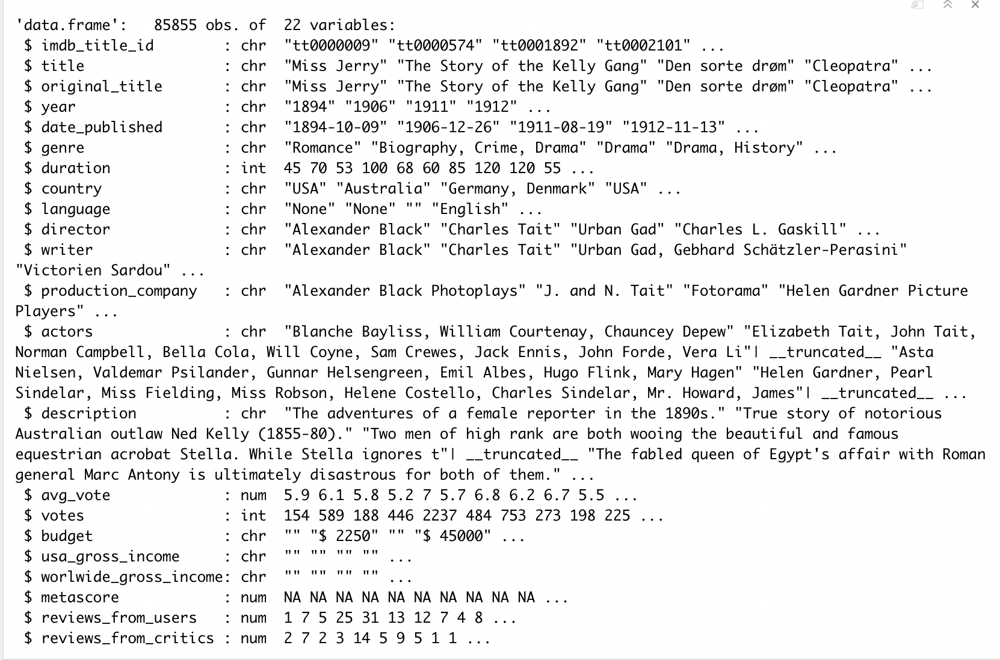 'data.frame':   85855 obs. of  22 variables:
 $ imdb_title_id        : chr  "tt0000009" "tt0000574" "tt0001892" "tt0002101" ...
 $ title                : chr  "Miss Jerry" "The Story of the Kelly Gang" "Den sorte drøm" "Cleopatra" ...
 $ original_title       : chr  "Miss Jerry" "The Story of the Kelly Gang" "Den sorte drøm" "Cleopatra" ...
 $ year                 : chr  "1894" "1906" "1911" "1912" ...
 $ date_published       : chr  "1894-10-09" "1906-12-26" "1911-08-19" "1912-11-13" ...
 $ genre                : chr  "Romance" "Biography, Crime, Drama" "Drama" "Drama, History" ...
 $ duration             : int  45 70 53 100 68 60 85 120 120 55 ...
 $ country              : chr  "USA" "Australia" "Germany, Denmark" "USA" ...
 $ language             : chr  "None" "None" "" "English" ...
 $ director             : chr  "Alexander Black" "Charles Tait" "Urban Gad" "Charles L. Gaskill" ...
 $ writer               : chr  "Alexander Black" "Charles Tait" "Urban Gad, Gebhard Schätzler-Perasini"
"Victorien Sardou" ...
 $ production_company   : chr  "Alexander Black Photoplays" "J. and N. Tait" "Fotorama" "Helen Gardner Picture
Players" ...
 $ actors               : chr  "Blanche Bayliss, William Courtenay, Chauncey Depew" "Elizabeth Tait, John Tait,
Norman Campbell, Bella Cola, Will Coyne, Sam Crewes, Jack Ennis, John Forde, Vera Li"| __truncated__ "Asta
Nielsen, Valdemar Psilander, Gunnar Helsengreen, Emil Albes, Hugo Flink, Mary Hagen" "Helen Gardner, Pearl
Sindelar, Miss Fielding, Miss Robson, Helene Costello, Charles Sindelar, Mr. Howard, James"| __truncated__ ...
 $ description          : chr  "The adventures of a female reporter in the 1890s." "True story of notorious
Australian outlaw Ned Kelly (1855-80)." "Two men of high rank are both wooing the beautiful and famous
equestrian acrobat Stella. While Stella ignores t"| __truncated__ "The fabled queen of Egypt's affair with Roman
general Marc Antony is ultimately disastrous for both of them." ...
 $ avg_vote             : num  5.9 6.1 5.8 5.2 7 5.7 6.8 6.2 6.7 5.5 ...
 $ votes                : int  154 589 188 446 2237 484 753 273 198 225 ...
 $ budget               : chr  "" "$ 2250" "" "$ 45000" ...
 $ usa_gross_income     : chr  "" "" "" "" ...
 $ worlwide_gross_income: chr  "" "" "" "" ...
 $ metascore            : num  NA NA NA NA NA NA NA NA NA NA ...
 $ reviews_from_users   : num  1 7 5 25 31 13 12 7 4 8 ...
 $ reviews_from_critics : num  2 7 2 3 14 5 9 5 1 1 ...